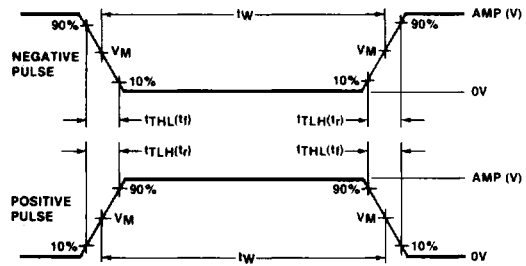 tW
90%
90%
AMP (V)
NEGATIVE
PULSE
VM
VM
10%
10%
0V
tTHL(tf)
tTLH(tr)
tTLH(tr)
tTHL(tf)
AMP (V)
90%
90%
POSITIVE
PULSE
VM
VM
10%
10%
tW
0V